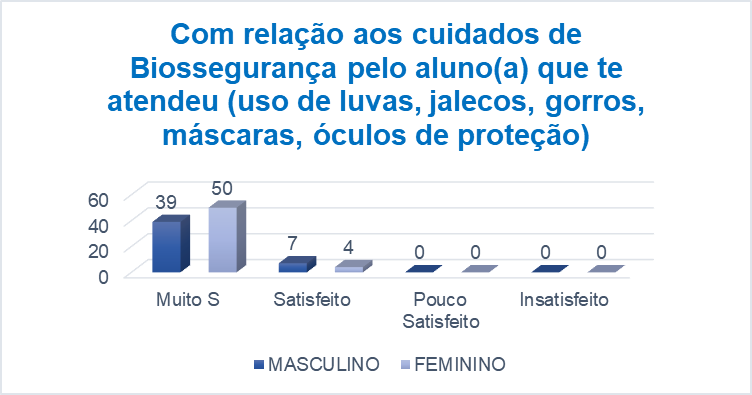 Com relação aos cuidados de
Biossegurança pelo aluno(a) que te
atendeu (uso de luvas, jalecos, gorros,
máscaras, óculos de proteção)
60
40
20
0
39 50
7 4
0 0
0 0
Muito S Satisfeito Pouco Insatisfeito
Satisfeito
MASCULINO FEMININO